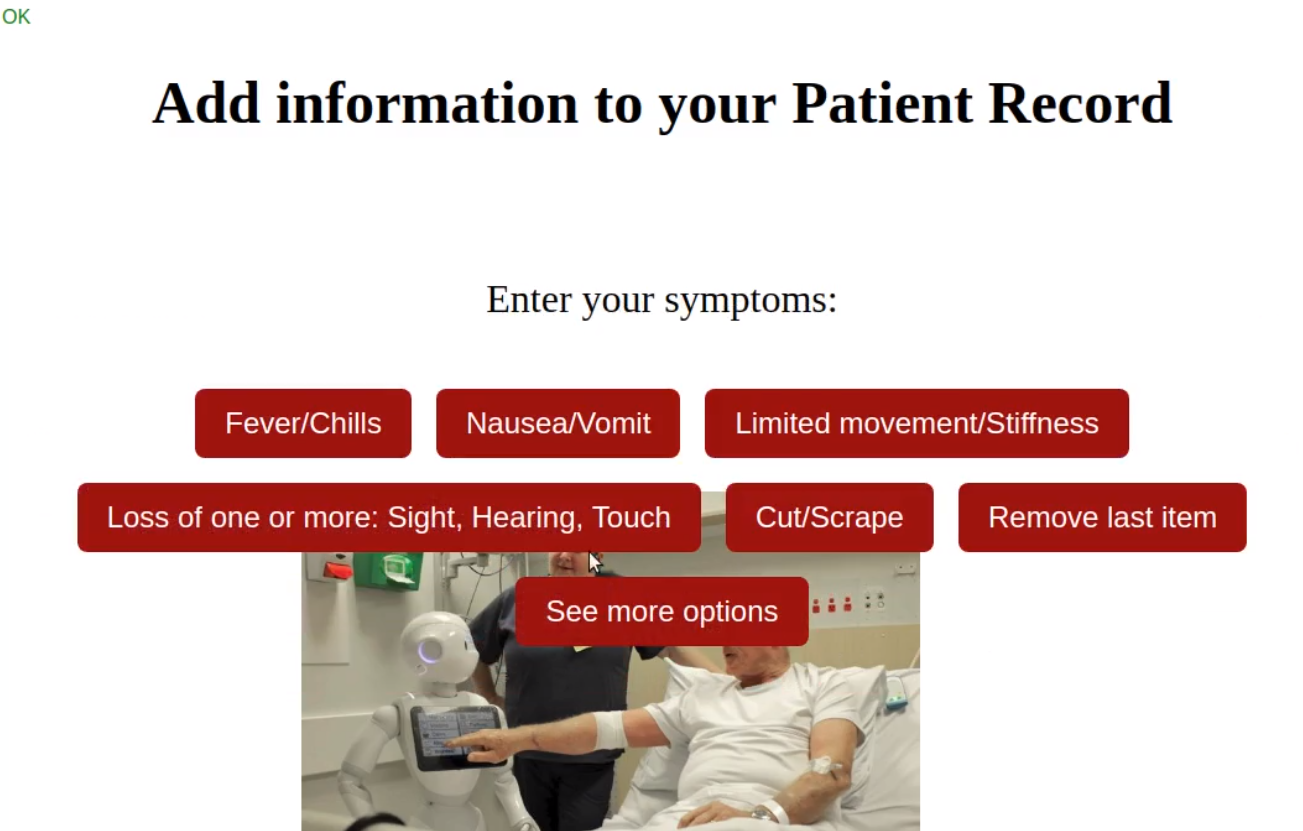 OK
Add information to your Patient Record
Enter your symptoms:
Fever/Chills Nausea/Vomit Limited movement/Stiffness
Loss of one or more: Sight, Hearing, Touch Cut/Scrape Remove last item
See more options